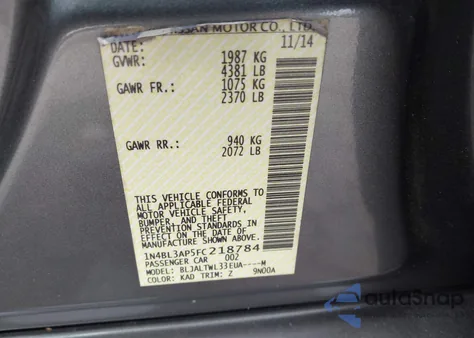 NISSAN MOTOR CO., LTD.
DATE: 11/14
GVWR: 1987 KG
4381 LB
GAWR FR.: 1075 KG
2370 LB
GAWR RR.: 940 KG
2072 LB
THIS VEHICLE CONFORMS TO
ALL APPLICABLE FEDERAL
MOTOR VEHICLE SAFETY,
BUMPER, AND THEFT
PREVENTION STANDARDS IN
EFFECT ON THE DATE OF
MANUFACTURE SHOWN ABOVE.
1N4BL3AP5FC218784
PASSENGER CAR 00Z
MODEL: BLJALTWL33EUA----M
COLOR: KAD TRIM: Z 9N00A
autoSnap